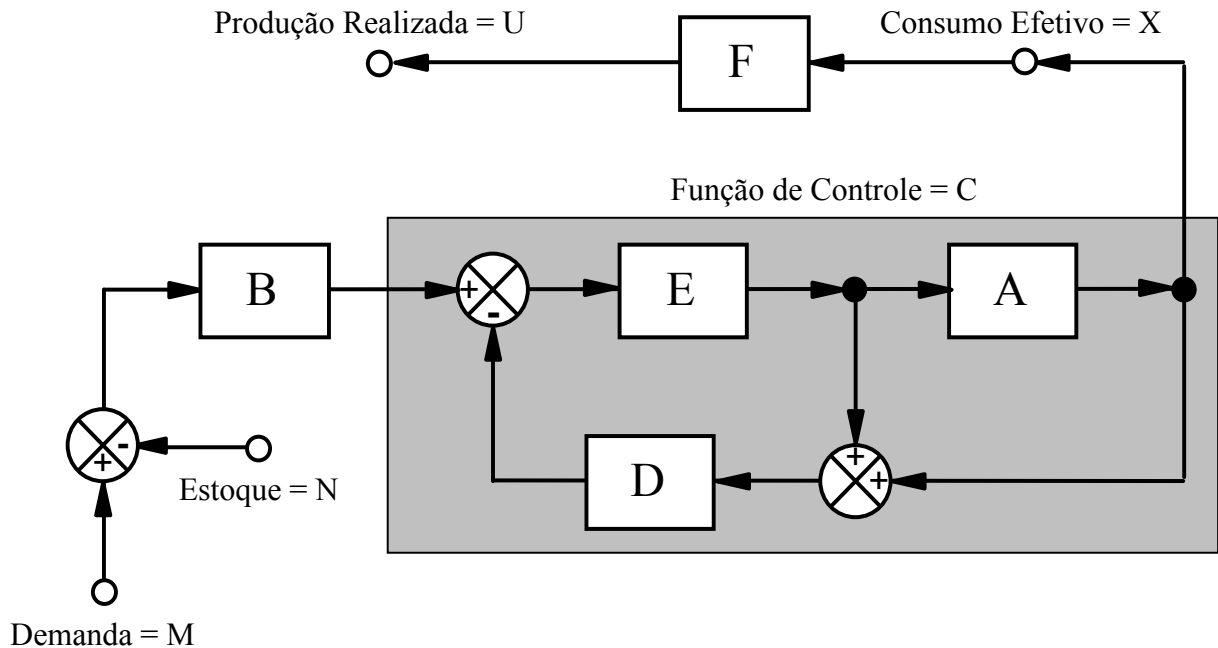 Produção Realizada = U
Consumo Efetivo = X
F
Função de Controle = C
B
+
-
E
A
-
+
Estoque = N
D
+
+
Demanda = M